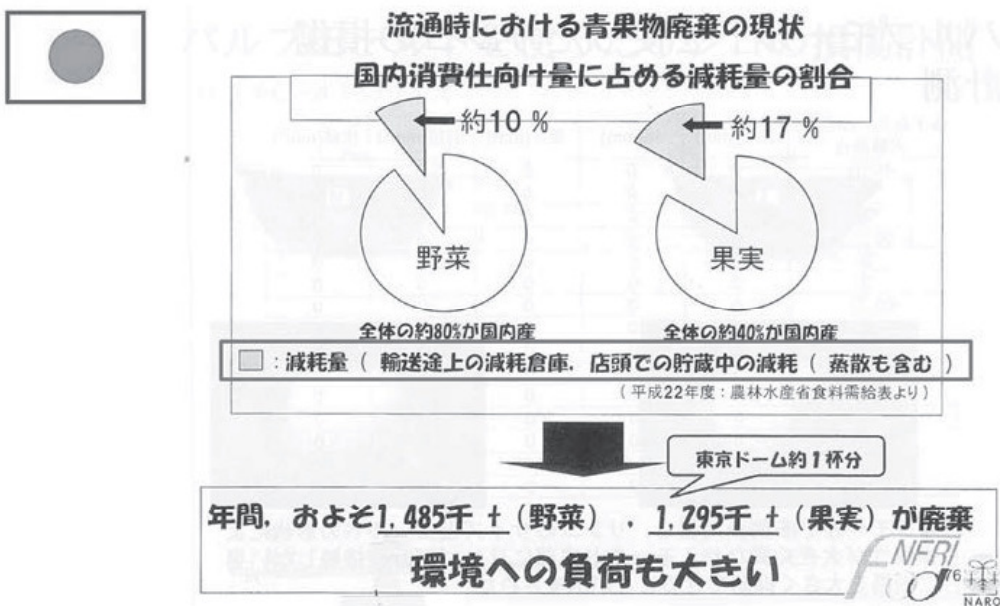 流通時における青果物廃棄の現状
国内消費仕向け量に占める減耗量の割合
約10 %
約17 %
野菜
果実
全体の約80%が国内産
全体の約40%が国内産
：減耗量（ 輸送途上の減耗倉庫，店頭での貯蔵中の減耗（ 蒸散も含む ）
（平成22年度：農林水産省食料需給表より）
東京ドーム約1杯分
年間，およそ1,485千 t（野菜），1,295千 t（果実）が廃棄
環境への負荷も大きい
NFRI
76
NARO